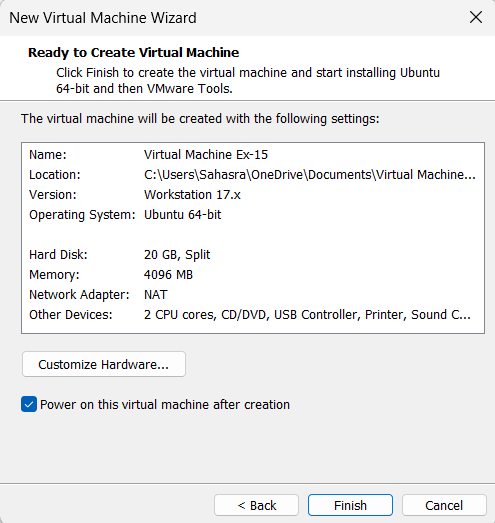 New Virtual Machine Wizard
Ready to Create Virtual Machine
Click Finish to create the virtual machine and start installing Ubuntu
64-bit and then VMware Tools.
The virtual machine will be created with the following settings:
Name: Virtual Machine Ex-15
Location: C:\Users\Sahasra\OneDrive\Documents\Virtual Machine...
Version: Workstation 17.x
Operating System: Ubuntu 64-bit
Hard Disk: 20 GB, Split
Memory: 4096 MB
Network Adapter: NAT
Other Devices: 2 CPU cores, CD/DVD, USB Controller, Printer, Sound C...
Customize Hardware...
Power on this virtual machine after creation
< Back Finish Cancel